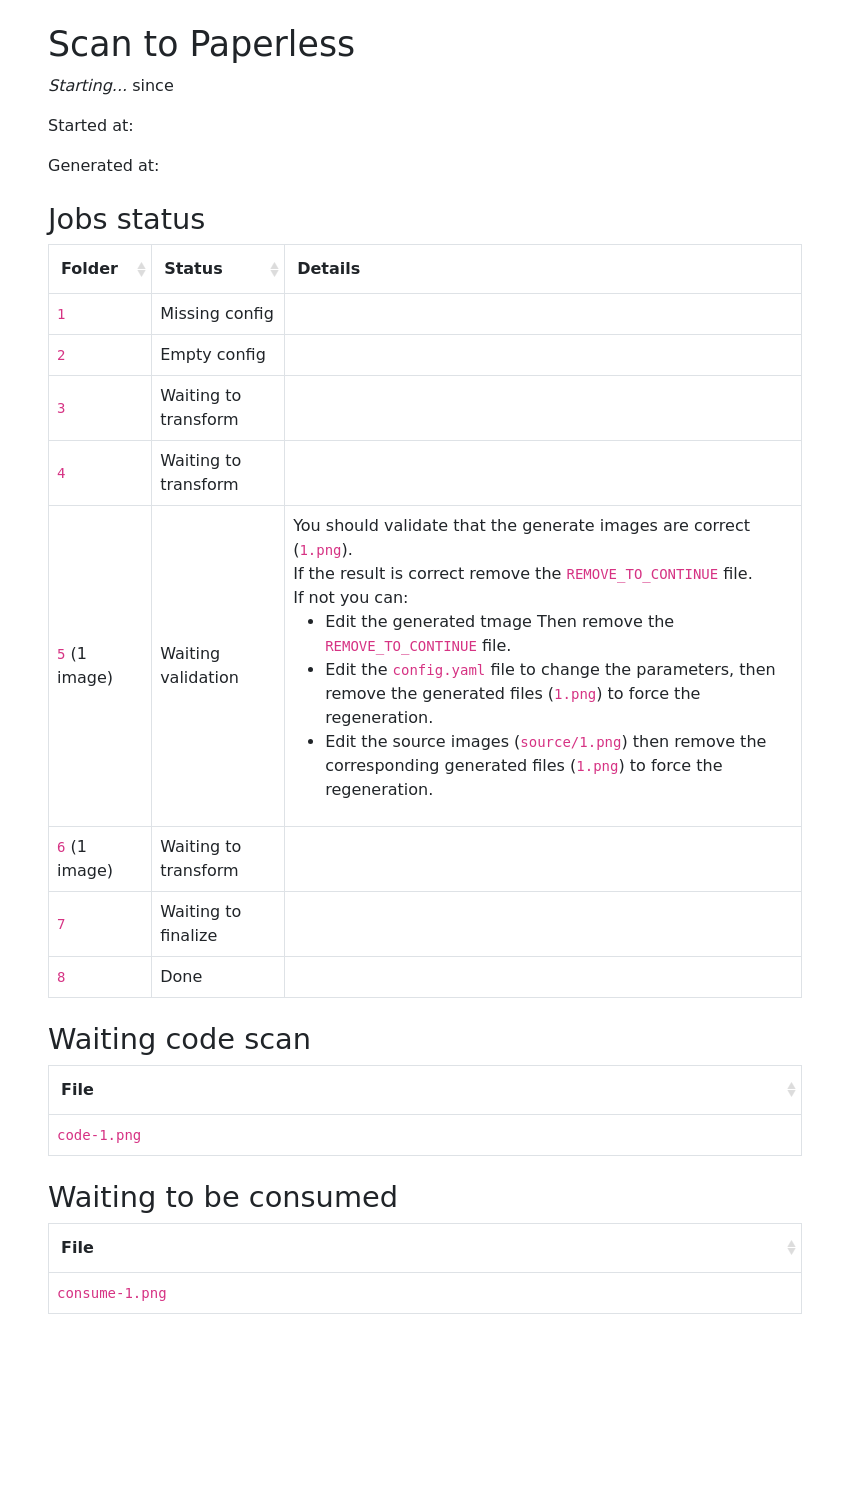 Scan to Paperless
Starting... since
Started at:
Generated at:
Jobs status
Folder Status Details
1 Missing config
2 Empty config
3 Waiting to
transform
4 Waiting to
transform
5 (1
image)
Waiting
validation
You should validate that the generate images are correct
(1.png).
If the result is correct remove the REMOVE_TO_CONTINUE file.
If not you can:
• Edit the generated tmage Then remove the
REMOVE_TO_CONTINUE file.
• Edit the config.yaml file to change the parameters, then
remove the generated files (1.png) to force the
regeneration.
• Edit the source images (source/1.png) then remove the
corresponding generated files (1.png) to force the
regeneration.
6 (1
image)
Waiting to
transform
7 Waiting to
finalize
8 Done
Waiting code scan
File
code-1.png
Waiting to be consumed
File
consume-1.png